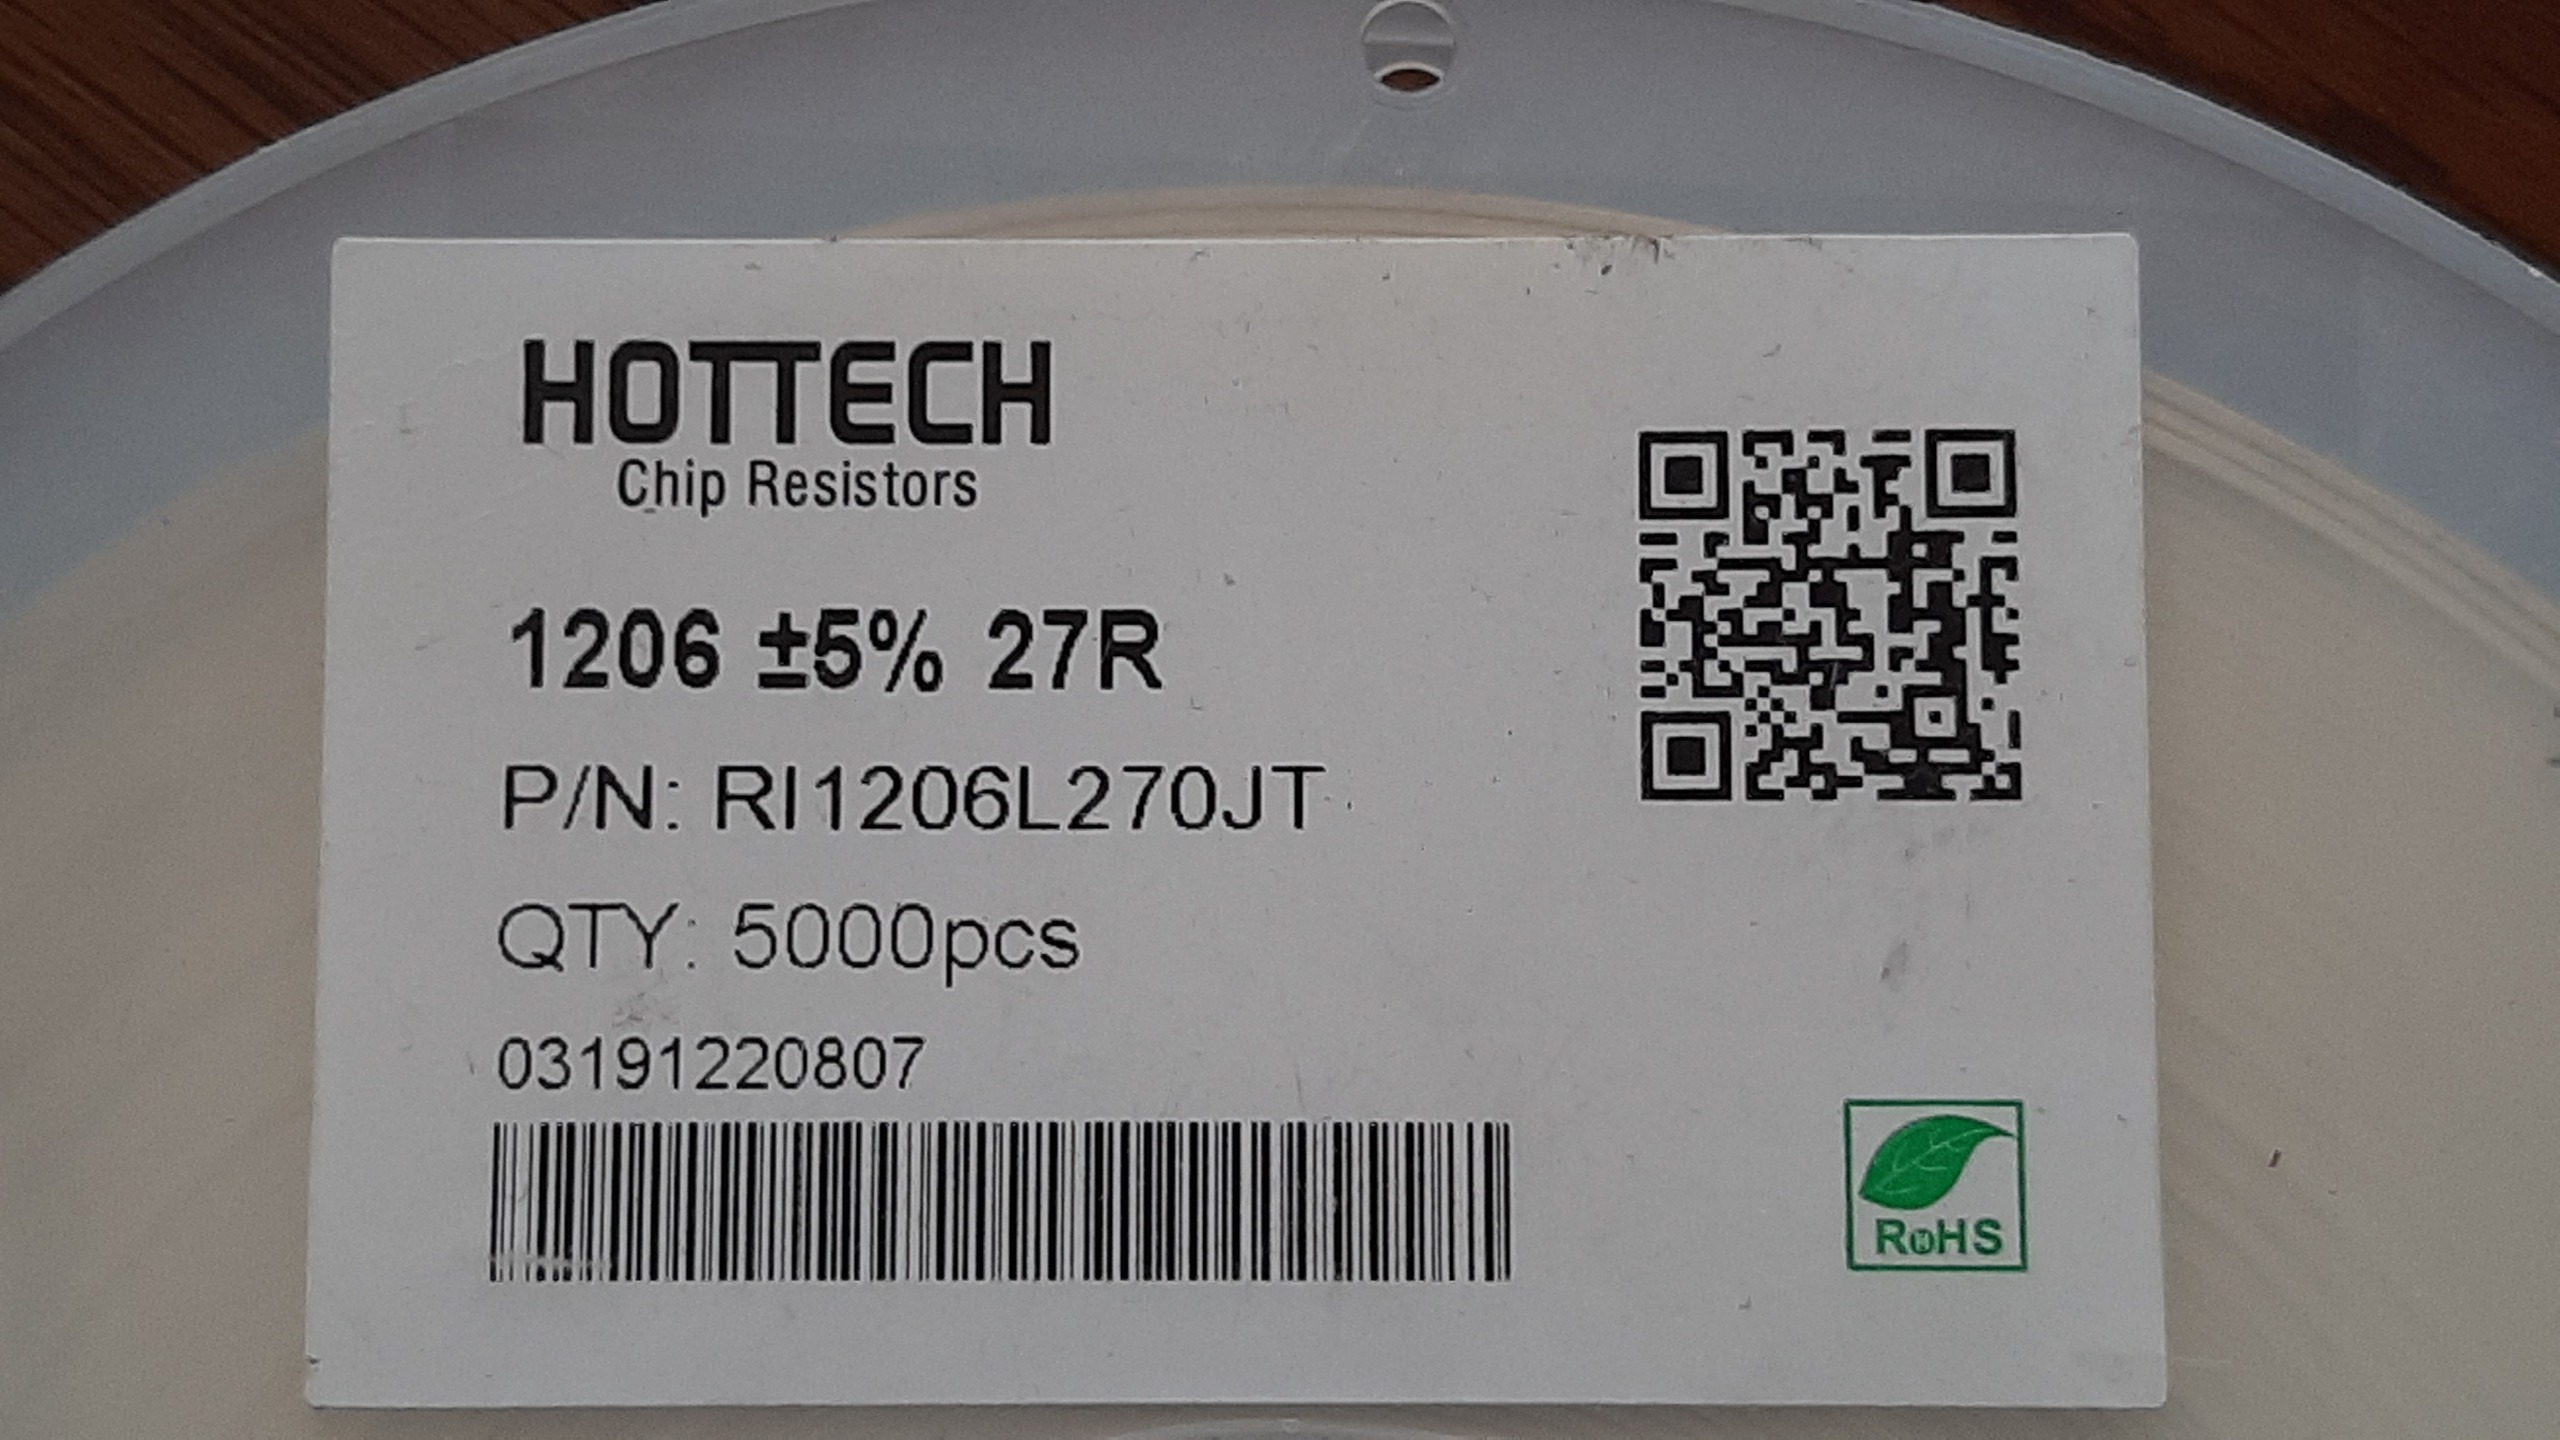 HOTTECH
Chip Resistors
1206 ±5% 27R
P/N: RI1206L270JT
QTY: 5000pcs
03191220807
RoHS